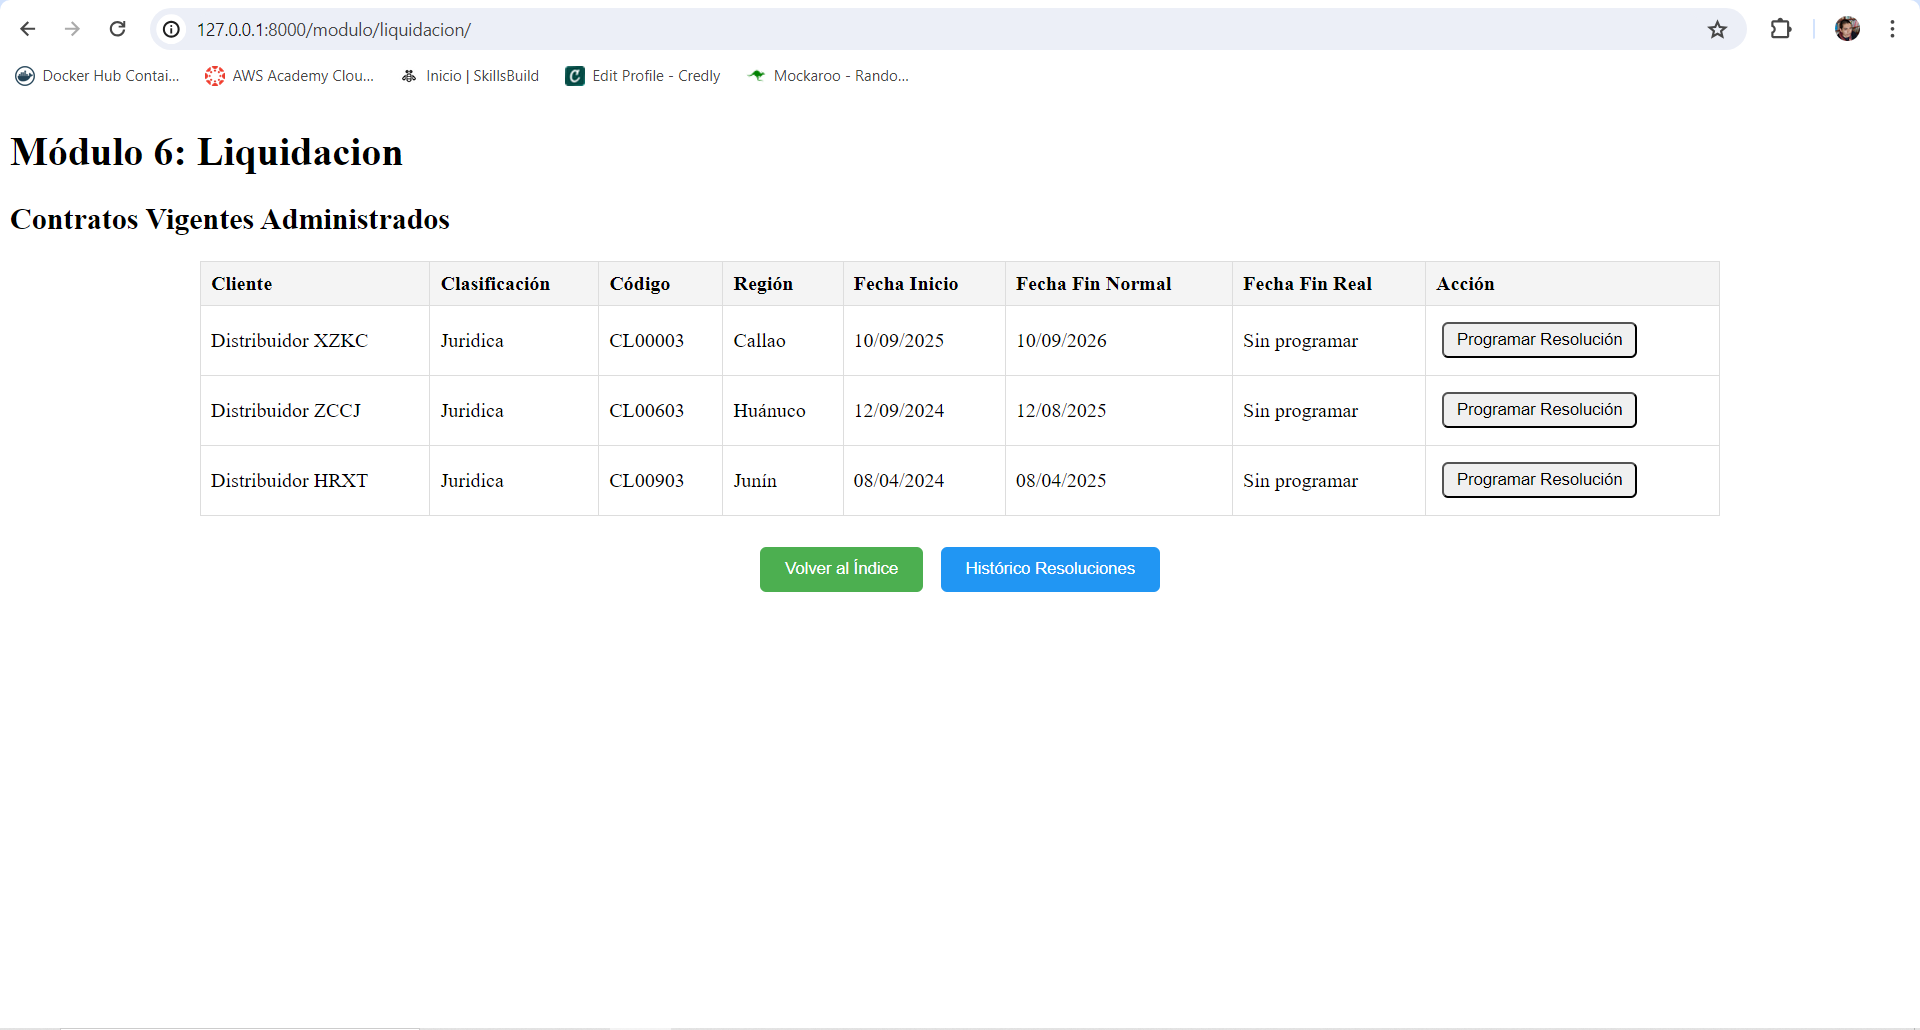 127.0.0.1:8000/modulo/liquidacion/
Docker Hub Contai... AWS Academy Clou... Inicio | SkillsBuild Edit Profile - Credly Mockaroo - Rando...
Módulo 6: Liquidacion
Contratos Vigentes Administrados
Cliente Clasificación Código Región Fecha Inicio Fecha Fin Normal Fecha Fin Real Acción
Distribuidor XZKC Juridica CL00003 Callao 10/09/2025 10/09/2026 Sin programar Programar Resolución
Distribuidor ZCCJ Juridica CL00603 Huánuco 12/09/2024 12/08/2025 Sin programar Programar Resolución
Distribuidor HRXT Juridica CL00903 Junín 08/04/2024 08/04/2025 Sin programar Programar Resolución
Volver al Índice Histórico Resoluciones